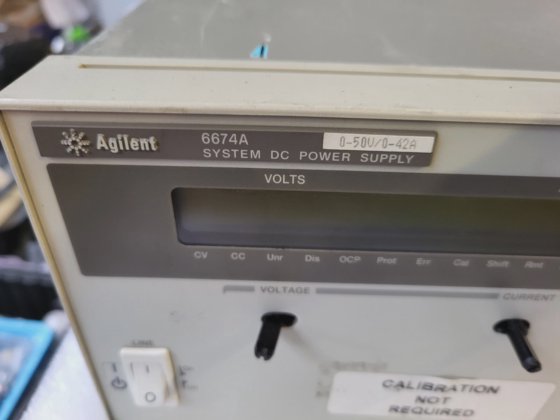 Agilent
6674A
0-50V/0-42A
SYSTEM DC POWER SUPPLY
VOLTS
CV CC Unr Dis OCP Prot Err Cal Shift Rmt
VOLTAGE
CURRENT
LINE
CALIBRATION
NOT
REQUIRED